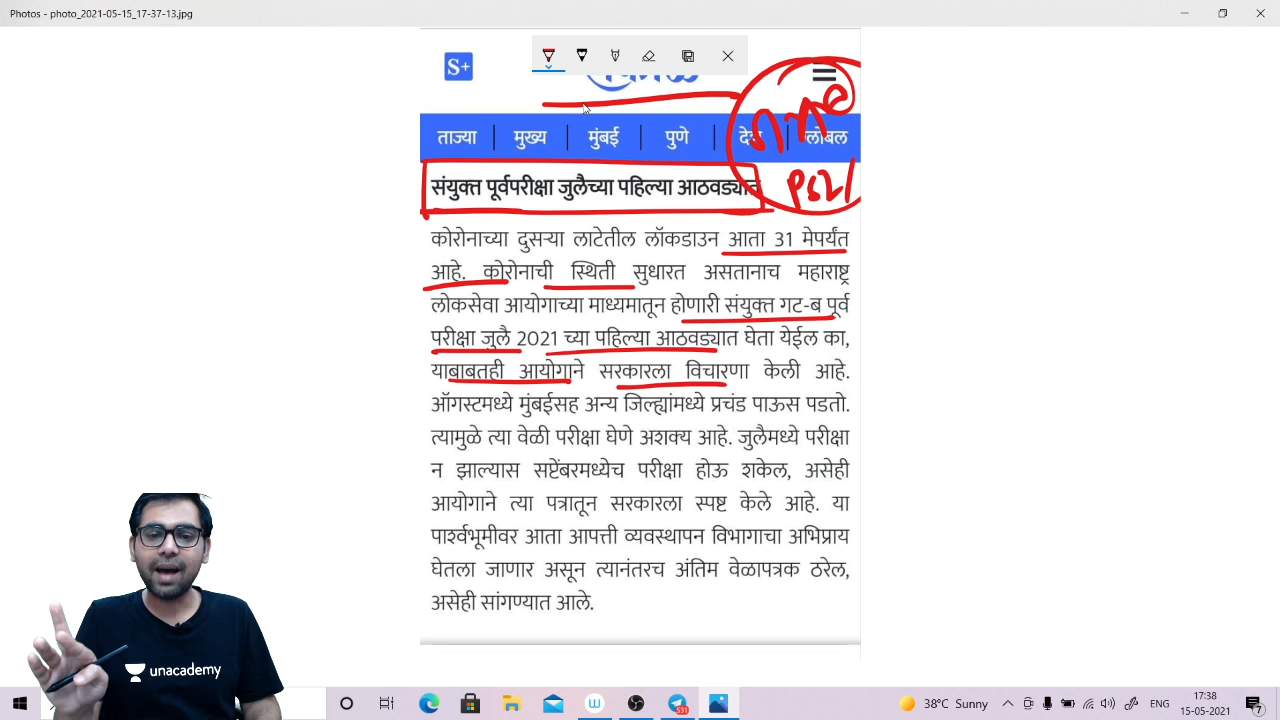 Photos - photo_2021-05-15_17-37-13.jpg
S+
ताज्या | मुख्य | मुंबई | पुणे | देश | ग्लोबल
संयुक्त पूर्वपरीक्षा जुलैच्या पहिल्या आठवड्यात
कोरोनाच्या दुसऱ्या लाटेतील लॉकडाउन आता 31 मेपर्यंत
आहे. कोरोनाची स्थिती सुधारत असतानाच महाराष्ट्र
लोकसेवा आयोगाच्या माध्यमातून होणारी संयुक्त गट-ब पूर्व
परीक्षा जुलै 2021 च्या पहिल्या आठवड्यात घेता येईल का,
याबाबतही आयोगाने सरकारला विचारणा केली आहे.
ऑगस्टमध्ये मुंबईसह अन्य जिल्ह्यांमध्ये प्रचंड पाऊस पडतो.
त्यामुळे त्या वेळी परीक्षा घेणे अशक्य आहे. जुलैमध्ये परीक्षा
न झाल्यास सप्टेंबरमध्येच परीक्षा होऊ शकेल, असेही
आयोगाने त्या पत्रातून सरकारला स्पष्ट केले आहे. या
पार्श्वभूमीवर आता आपत्ती व्यवस्थापन विभागाचा अभिप्राय
घेतला जाणार असून त्यानंतरच अंतिम वेळापत्रक ठरेल,
असेही सांगण्यात आले.
unacademy
W
531
38°C Sunny
ENG
17:38
15-05-2021
7